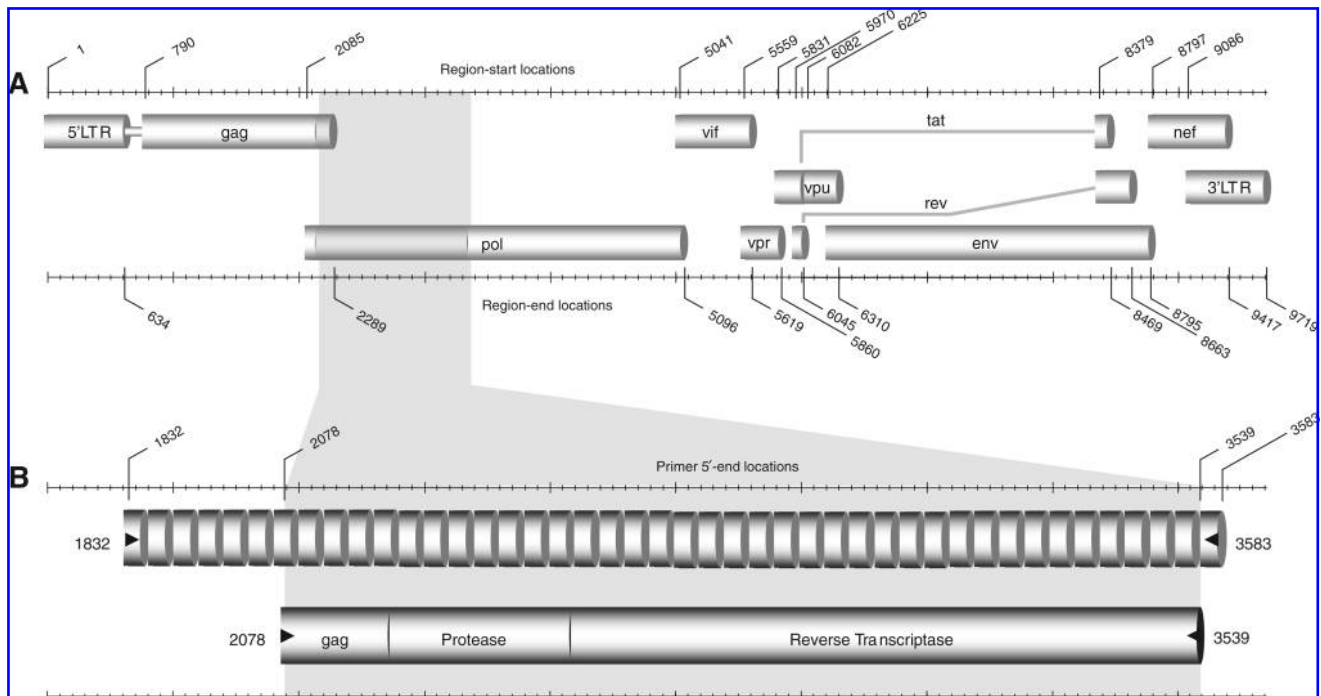 1
790
2085
5041
5559
5831
5970
6082
6225
8379
8797
9086
A
Region-start locations
5'LTR
gag
vif
tat
nef
vpu
rev
3'LTR
pol
vpr
env
Region-end locations
634
2289
5096
5619
5860
6045
6310
8469
8663
8795
9417
9719
B
1832
2078
Primer 5′-end locations
3539
3583
1832
3583
2078
gag
Protease
Reverse Transcriptase
3539